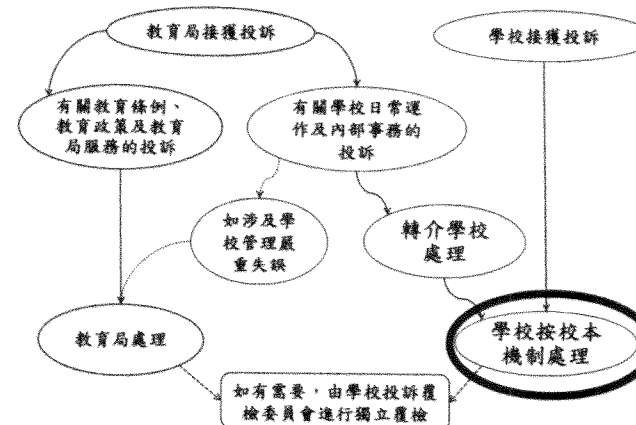 教育局接獲投訴
學校接獲投訴
有關教育條例、
教育政策及教育
局服務的投訴
有關學校日常運
作及內部事務的
投訴
如涉及學
校管理嚴
重失誤
轉介學校
處理
教育局處理
學校按校本
機制處理
如有需要，由學校投訴覆
檢委員會進行獨立覆檢